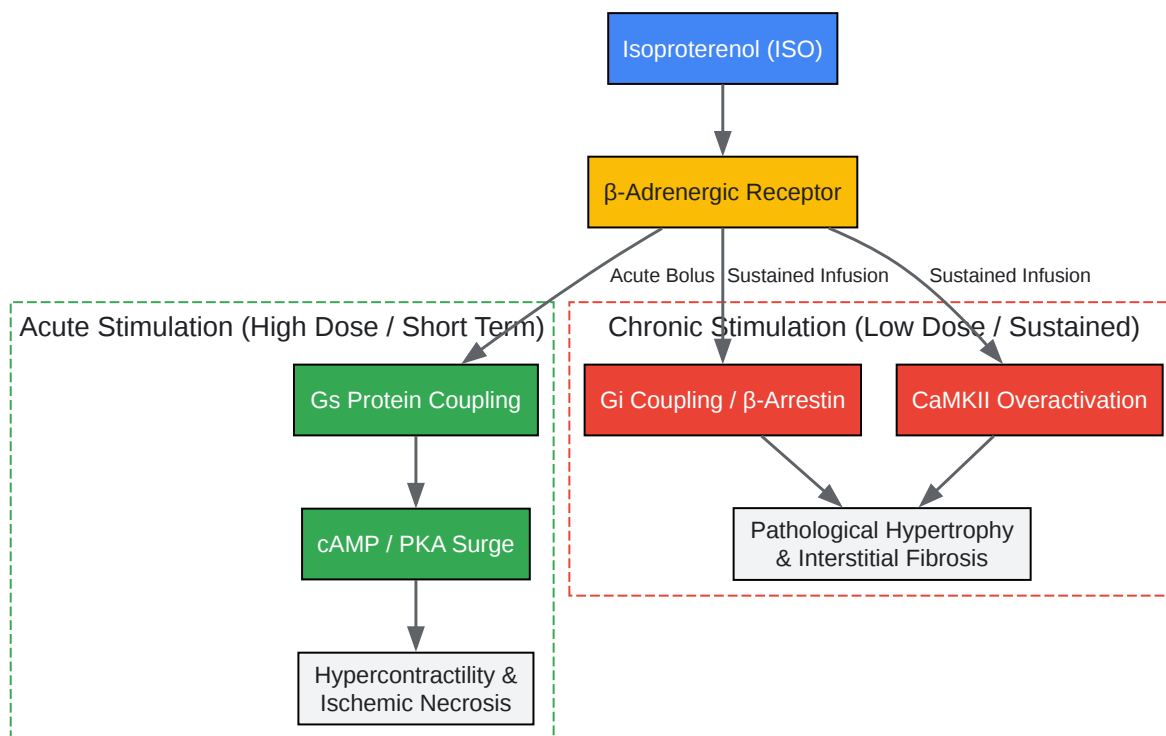 Isoproterenol (ISO)
β-Adrenergic Receptor
Acute Bolus
Sustained Infusion
Sustained Infusion
Acute Stimulation (High Dose / Short Term)
Chronic Stimulation (Low Dose / Sustained)
Gs Protein Coupling
Gi Coupling / β-Arrestin
CaMKII Overactivation
cAMP / PKA Surge
Pathological Hypertrophy
& Interstitial Fibrosis
Hypercontractility &
Ischemic Necrosis